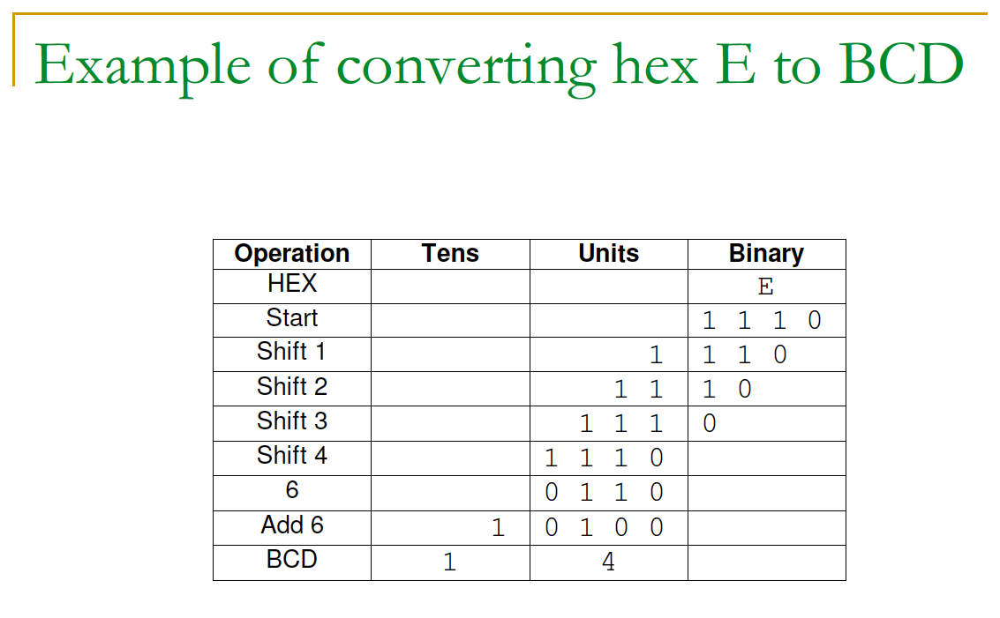 Example of converting hex E to BCD
Operation Tens Units Binary
HEX E
Start 1 1 1 0
Shift 1 1 1 1 0
Shift 2 1 1 1 0
Shift 3 1 1 1 0
Shift 4 1 1 1 0
6 0 1 1 0
Add 6 1 0 1 0 0
BCD 1 4